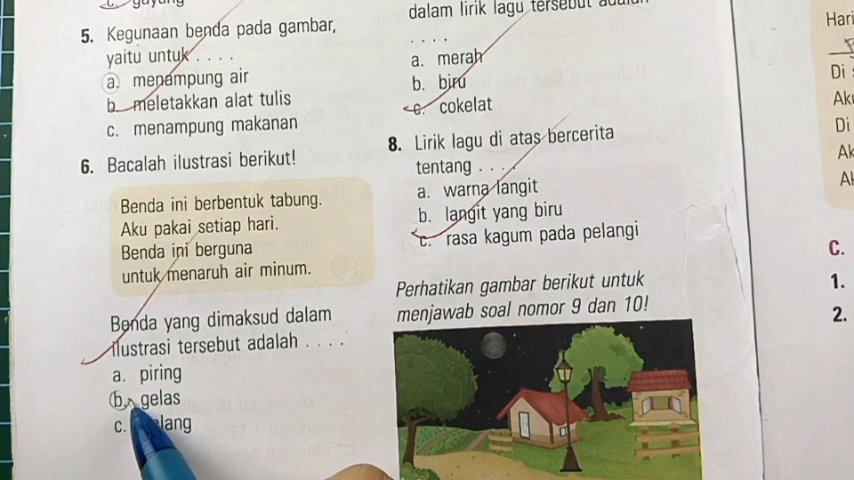 5. Kegunaan benda pada gambar,
yaitu untuk . . . .
a. menampung air
b. meletakkan alat tulis
c. menampung makanan
6. Bacalah ilustrasi berikut!
Benda ini berbentuk tabung.
Aku pakai setiap hari.
Benda ini berguna
untuk menaruh air minum.
Benda yang dimaksud dalam
ilustrasi tersebut adalah . . . .
a. piring
b. gelas
c.
dalam lirik lagu tersebut adalah
. . . .
a. merah
b. biru
c. cokelat
8. Lirik lagu di atas bercerita
tentang . . . .
a. warna langit
b. langit yang biru
c. rasa kagum pada pelangi
Perhatikan gambar berikut untuk
menjawab soal nomor 9 dan 10!
Hari
Di
Di
C.
1.
2.